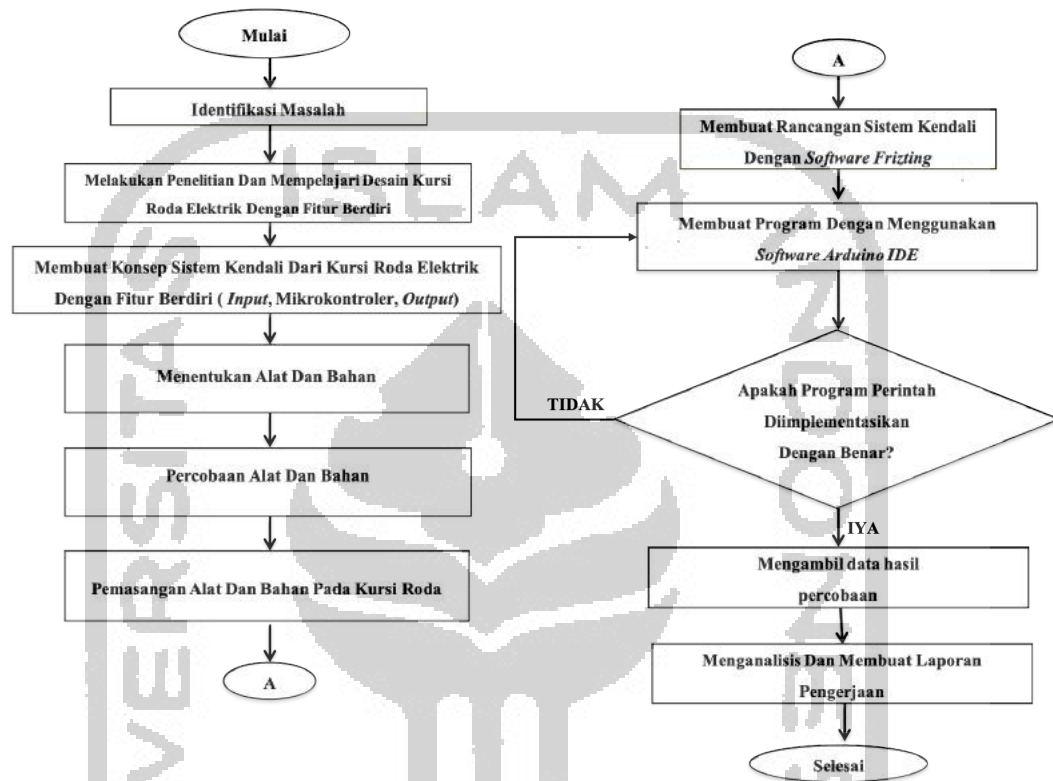 Mulai
Identifikasi Masalah
Melakukan Penelitian Dan Mempelajari Desain Kursi
Roda Elektrik Dengan Fitur Berdiri
Membuat Konsep Sistem Kendali Dari Kursi Roda Elektrik
Dengan Fitur Berdiri ( Input, Mikrokontroler, Output)
Menentukan Alat Dan Bahan
Percobaan Alat Dan Bahan
Pemasangan Alat Dan Bahan Pada Kursi Roda
A
A
Membuat Rancangan Sistem Kendali
Dengan Software Frizting
Membuat Program Dengan Menggunakan
Software Arduino IDE
Apakah Program Perintah
Diimplementasikan
Dengan Benar?
TIDAK
IYA
Mengambil data hasil
percobaan
Menganalisis Dan Membuat Laporan
Pengerjaan
Selesai
ISLAM